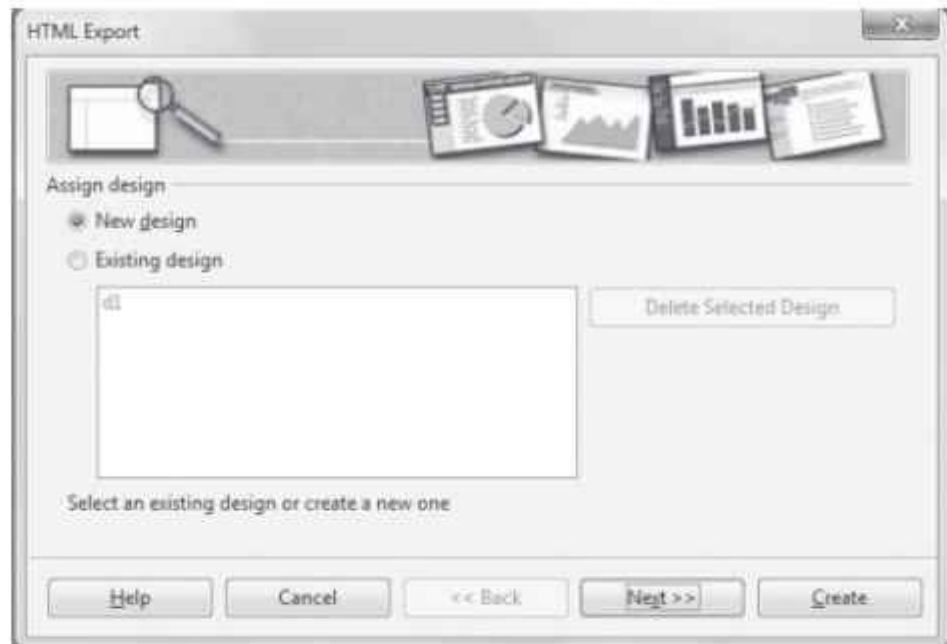 HTML Export
Assign design
New design
Existing design
d1
Delete Selected Design
Select an existing design or create a new one
Help
Cancel
<< Back
Next >>
Create